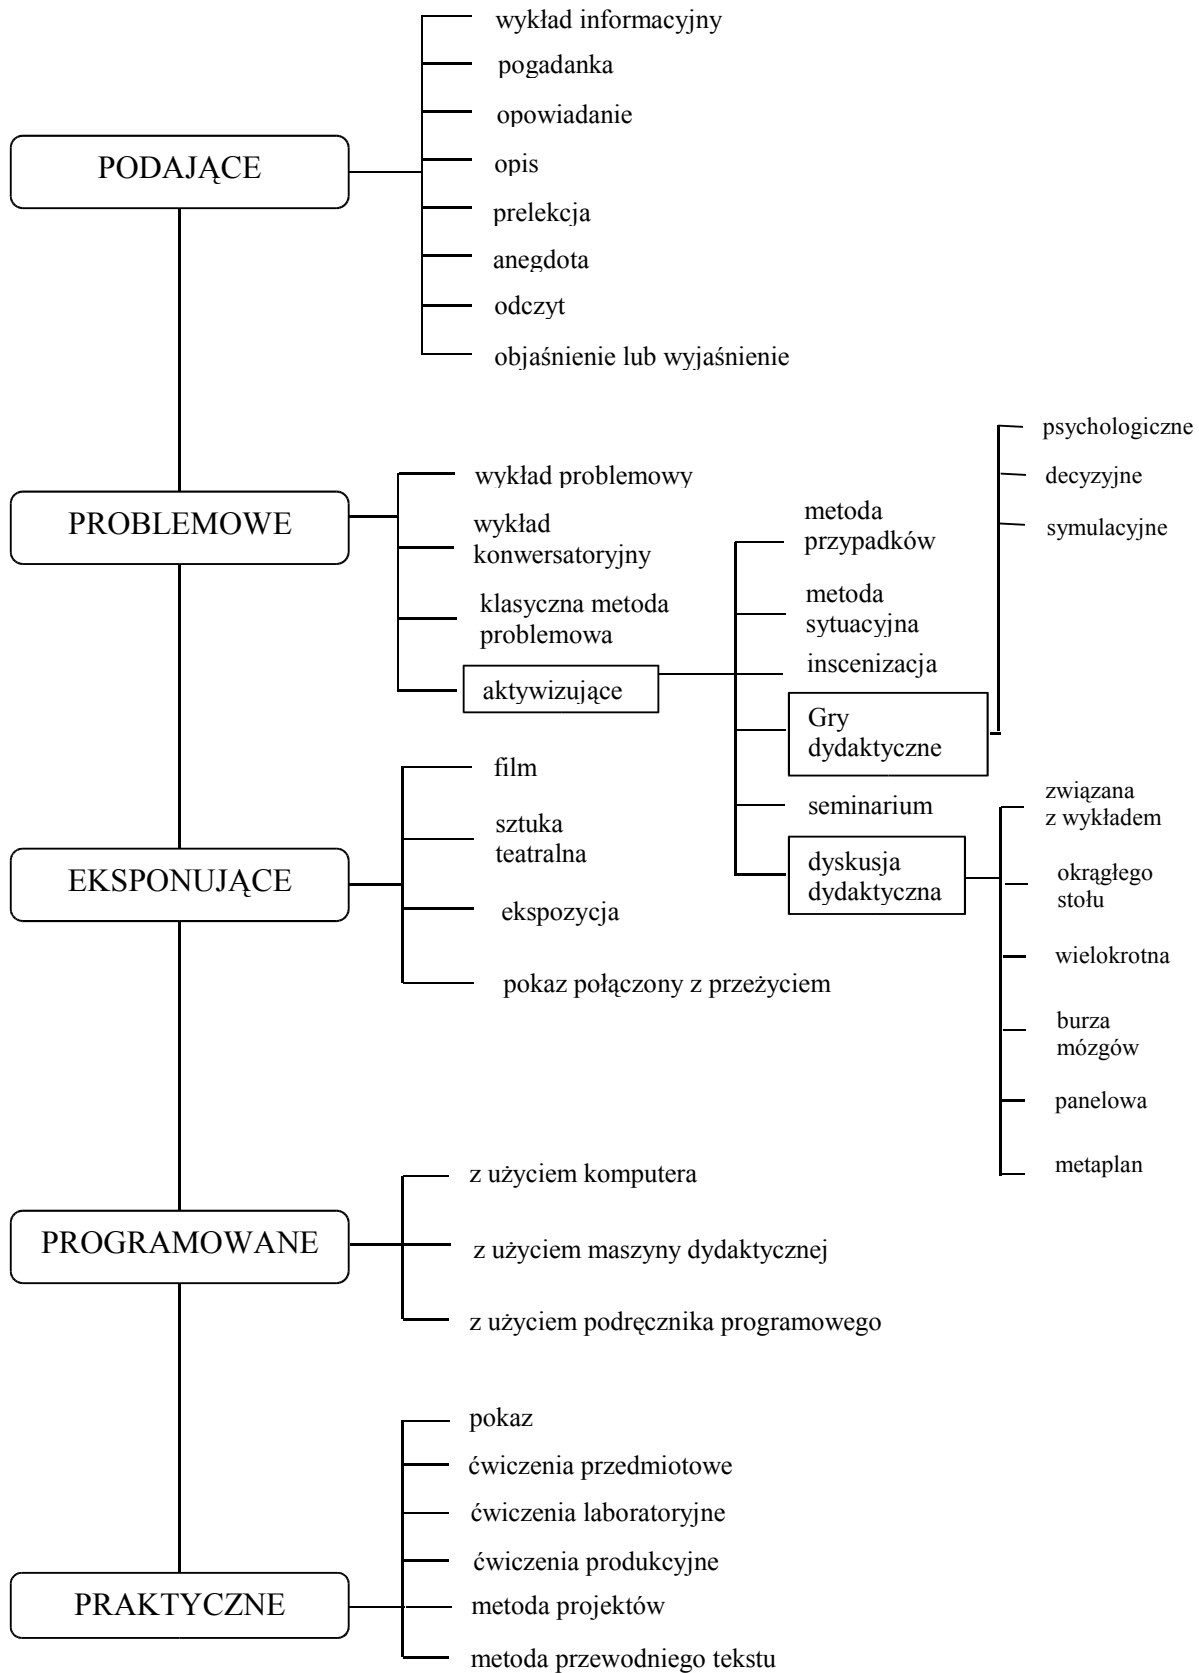 wykład informacyjny
pogadanka
opowiadanie
PODAJĄCE
opis
prelekcja
anegdota
odczyt
objaśnienie lub wyjaśnienie
PROBLEMOWE
wykład problemowy
wykład
konwersatoryjny
klasyczna metoda
problemowa
aktywizujące
metoda
przypadków
metoda
sytuacyjna
inscenizacja
Gry
dydaktyczne
seminarium
dyskusja
dydaktyczna
psychologiczne
decyzyjne
symulacyjne
związana
z wykładem
okrągłego
stołu
wielokrotna
burza
mózgów
panelowa
metaplan
EKSPONUJĄCE
film
sztuka
teatralna
ekspozycja
pokaz połączony z przeżyciem
PROGRAMOWANE
z użyciem komputera
z użyciem maszyny dydaktycznej
z użyciem podręcznika programowego
PRAKTYCZNE
pokaz
ćwiczenia przedmiotowe
ćwiczenia laboratoryjne
ćwiczenia produkcyjne
metoda projektów
metoda przewodniego tekstu